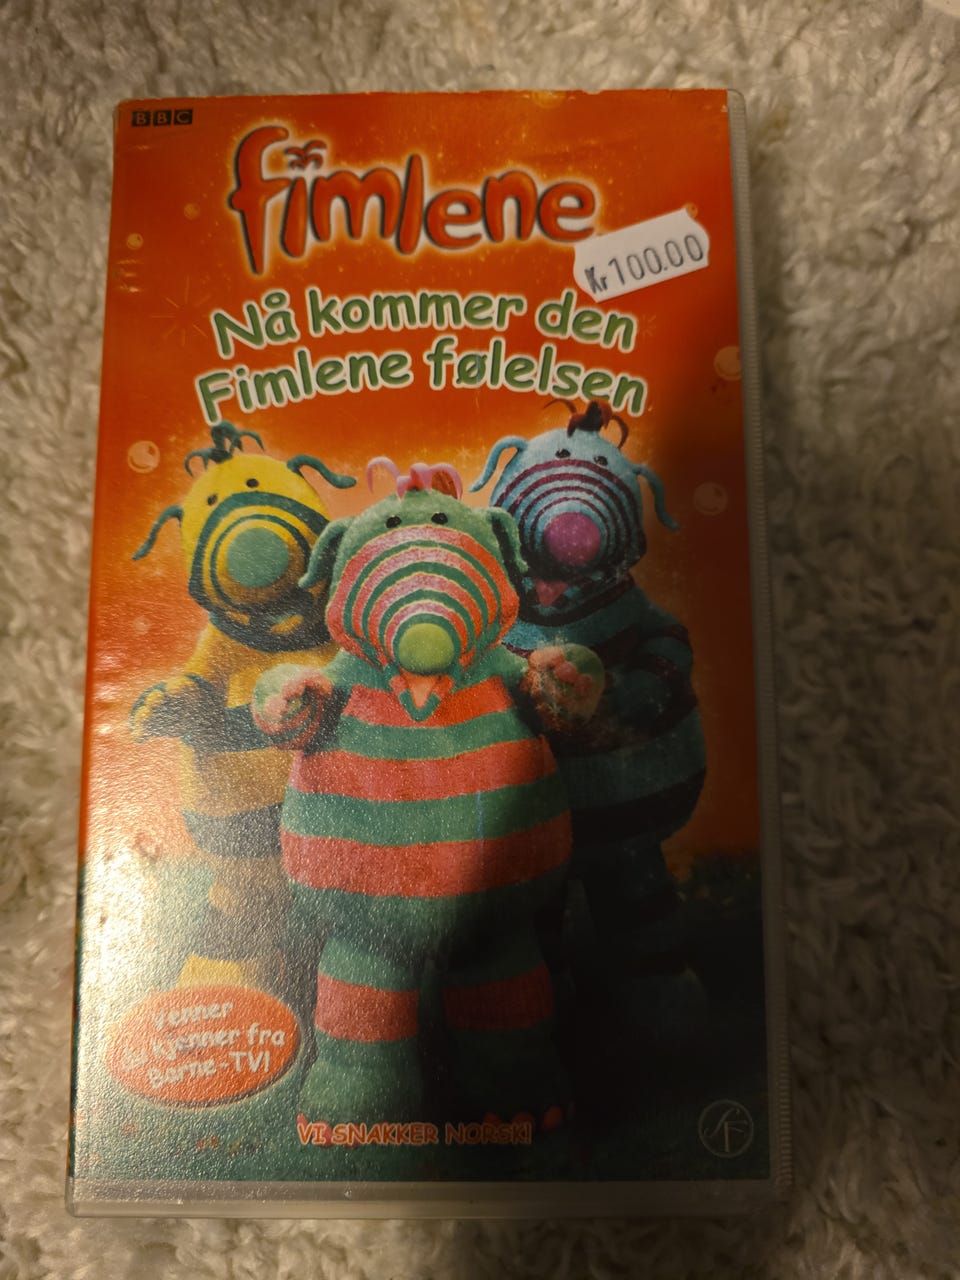 BBC
fimlene
Kr 100.00
Nå kommer den
Fimlene følelsen
Venner
du kjenner fra
Barne-TV!
VI SNAKKER NORSK!
SF